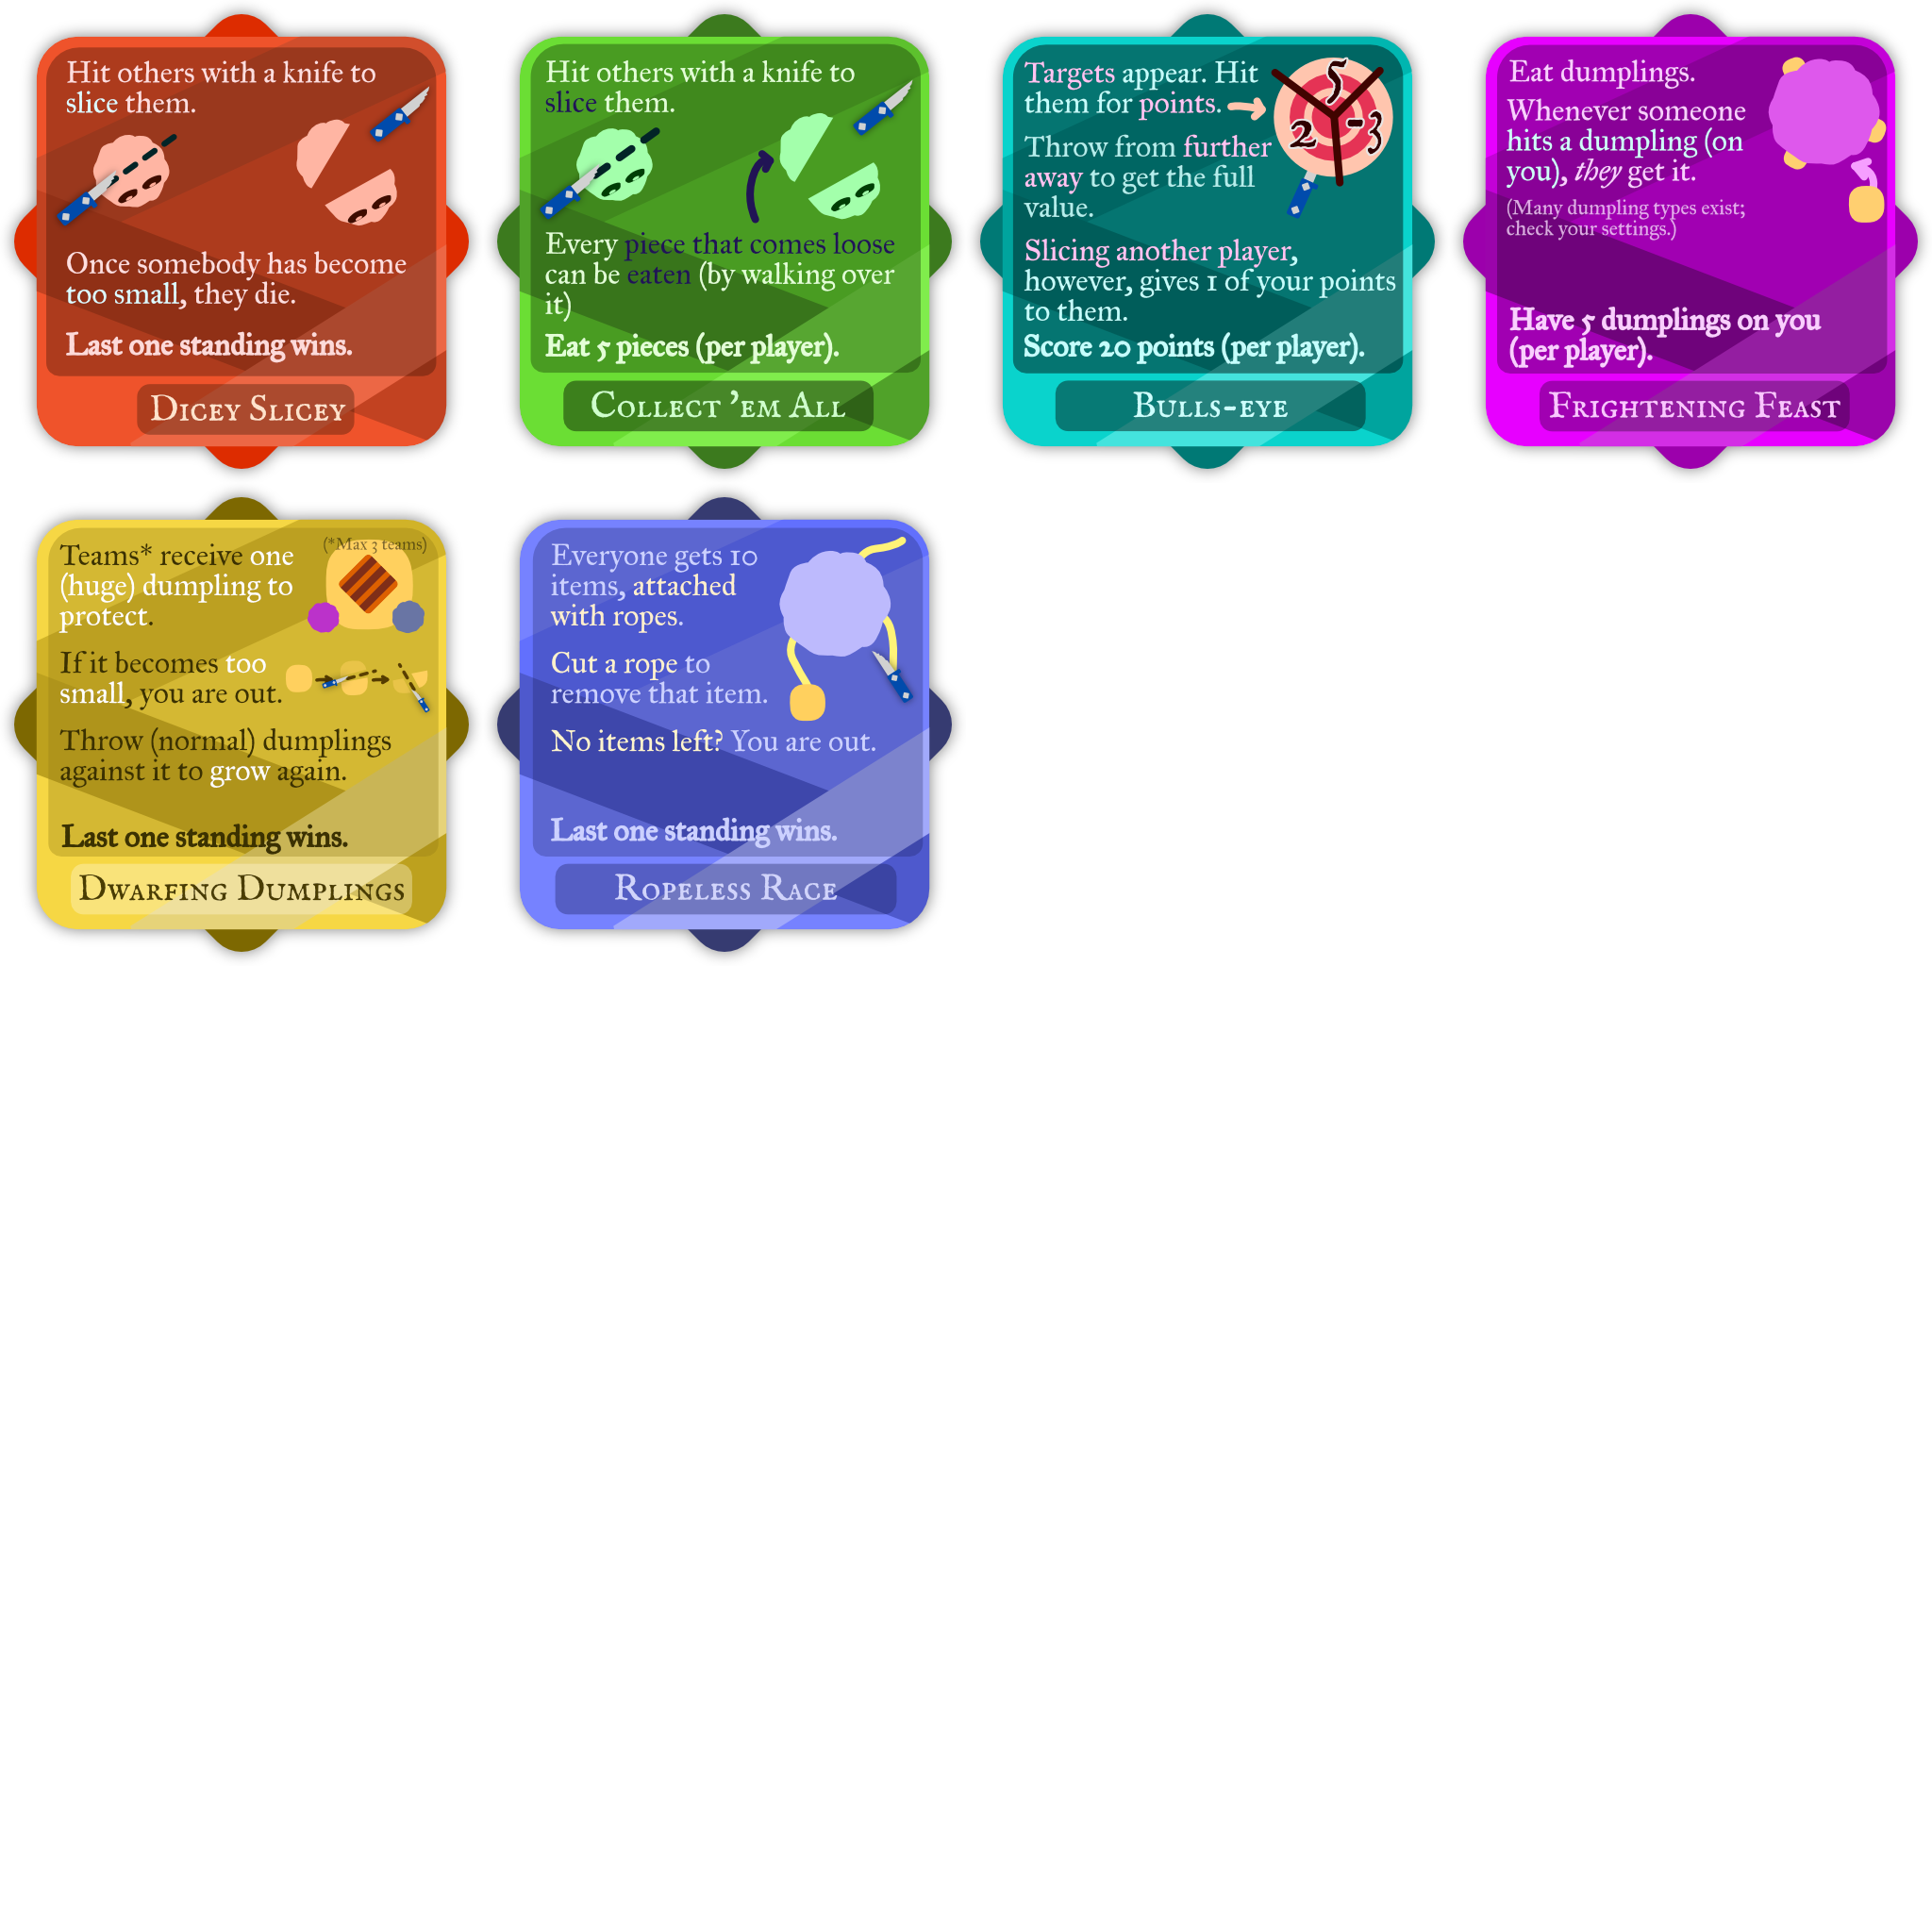 Hit others with a knife to
slice them.
Once somebody has become
too small, they die.
Last one standing wins.
Dicey Slicey
Hit others with a knife to
slice them.
Every piece that comes loose
can be eaten (by walking over
it)
Eat 5 pieces (per player).
Collect 'em All
Targets appear. Hit
them for points.
5
2
-3
Throw from further
away to get the full
value.
Slicing another player,
however, gives 1 of your points
to them.
Score 20 points (per player).
Bulls-eye
Eat dumplings.
Whenever someone
hits a dumpling (on
you), they get it.
(Many dumpling types exist;
check your settings.)
Have 5 dumplings on you
(per player).
Frightening Feast
Teams* receive one
(huge) dumpling to
protect.
(*Max 3 teams)
If it becomes too
small, you are out.
Throw (normal) dumplings
against it to grow again.
Last one standing wins.
Dwarfing Dumplings
Everyone gets 10
items, attached
with ropes.
Cut a rope to
remove that item.
No items left? You are out.
Last one standing wins.
Ropeless Race